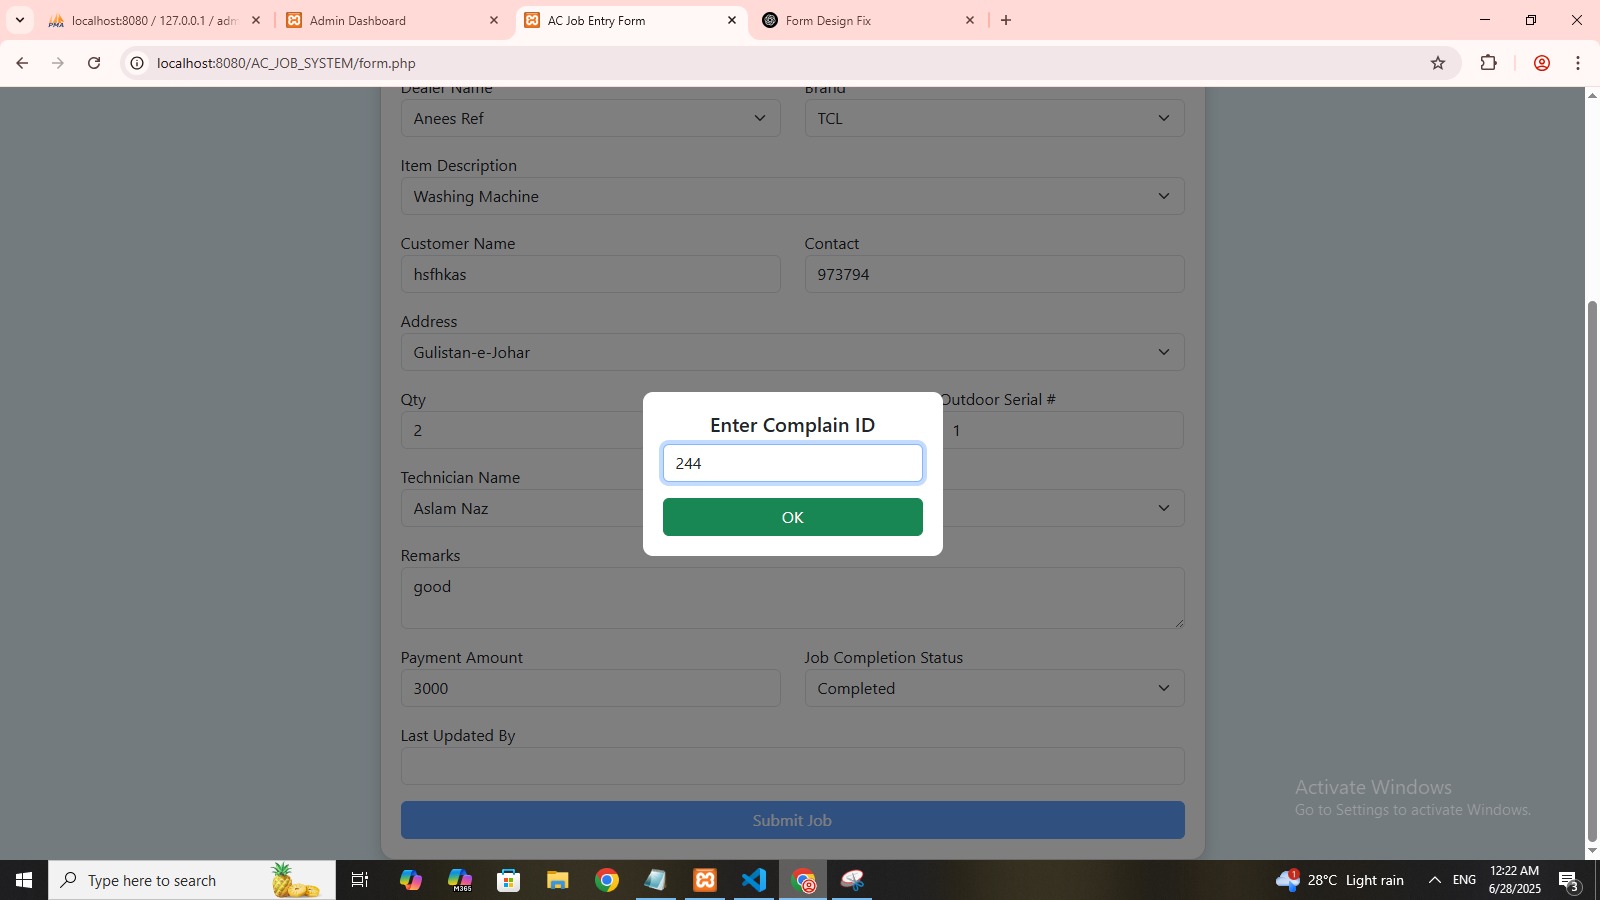 localhost:8080 / 127.0.0.1 / adm
Admin Dashboard
AC Job Entry Form
Form Design Fix
localhost:8080/AC_JOB_SYSTEM/form.php
Dealer Name
Brand
Anees Ref
TCL
Item Description
Washing Machine
Customer Name
Contact
hsfhkas
973794
Address
Gulistan-e-Johar
Qty
Outdoor Serial #
2
1
Enter Complain ID
244
OK
Technician Name
Aslam Naz
Remarks
good
Payment Amount
Job Completion Status
3000
Completed
Last Updated By
Submit Job
Activate Windows
Go to Settings to activate Windows.
Type here to search
M365
1
28°C Light rain
ENG
12:22 AM
6/28/2025
3